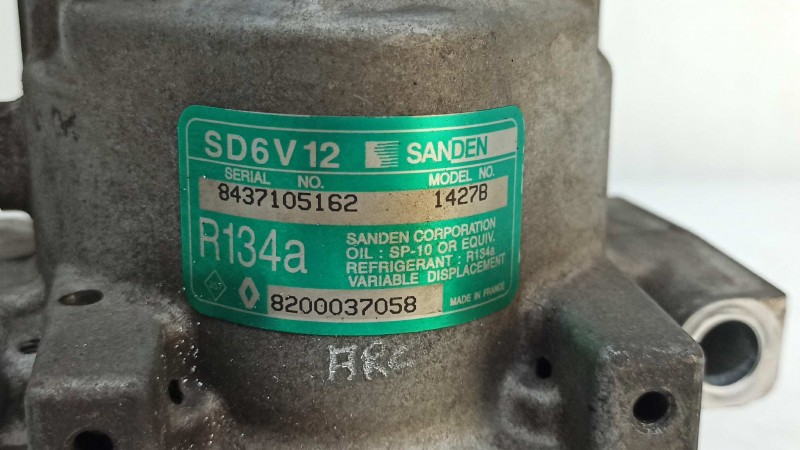 SD6V12 SANDEN
SERIAL NO. MODEL NO.
8437105162 1427B
R134a
SANDEN CORPORATION
OIL : SP-10 OR EQUIV.
REFRIGERANT : R134a
VARIABLE DISPLACEMENT
8200037058
MADE IN FRANCE
ARC